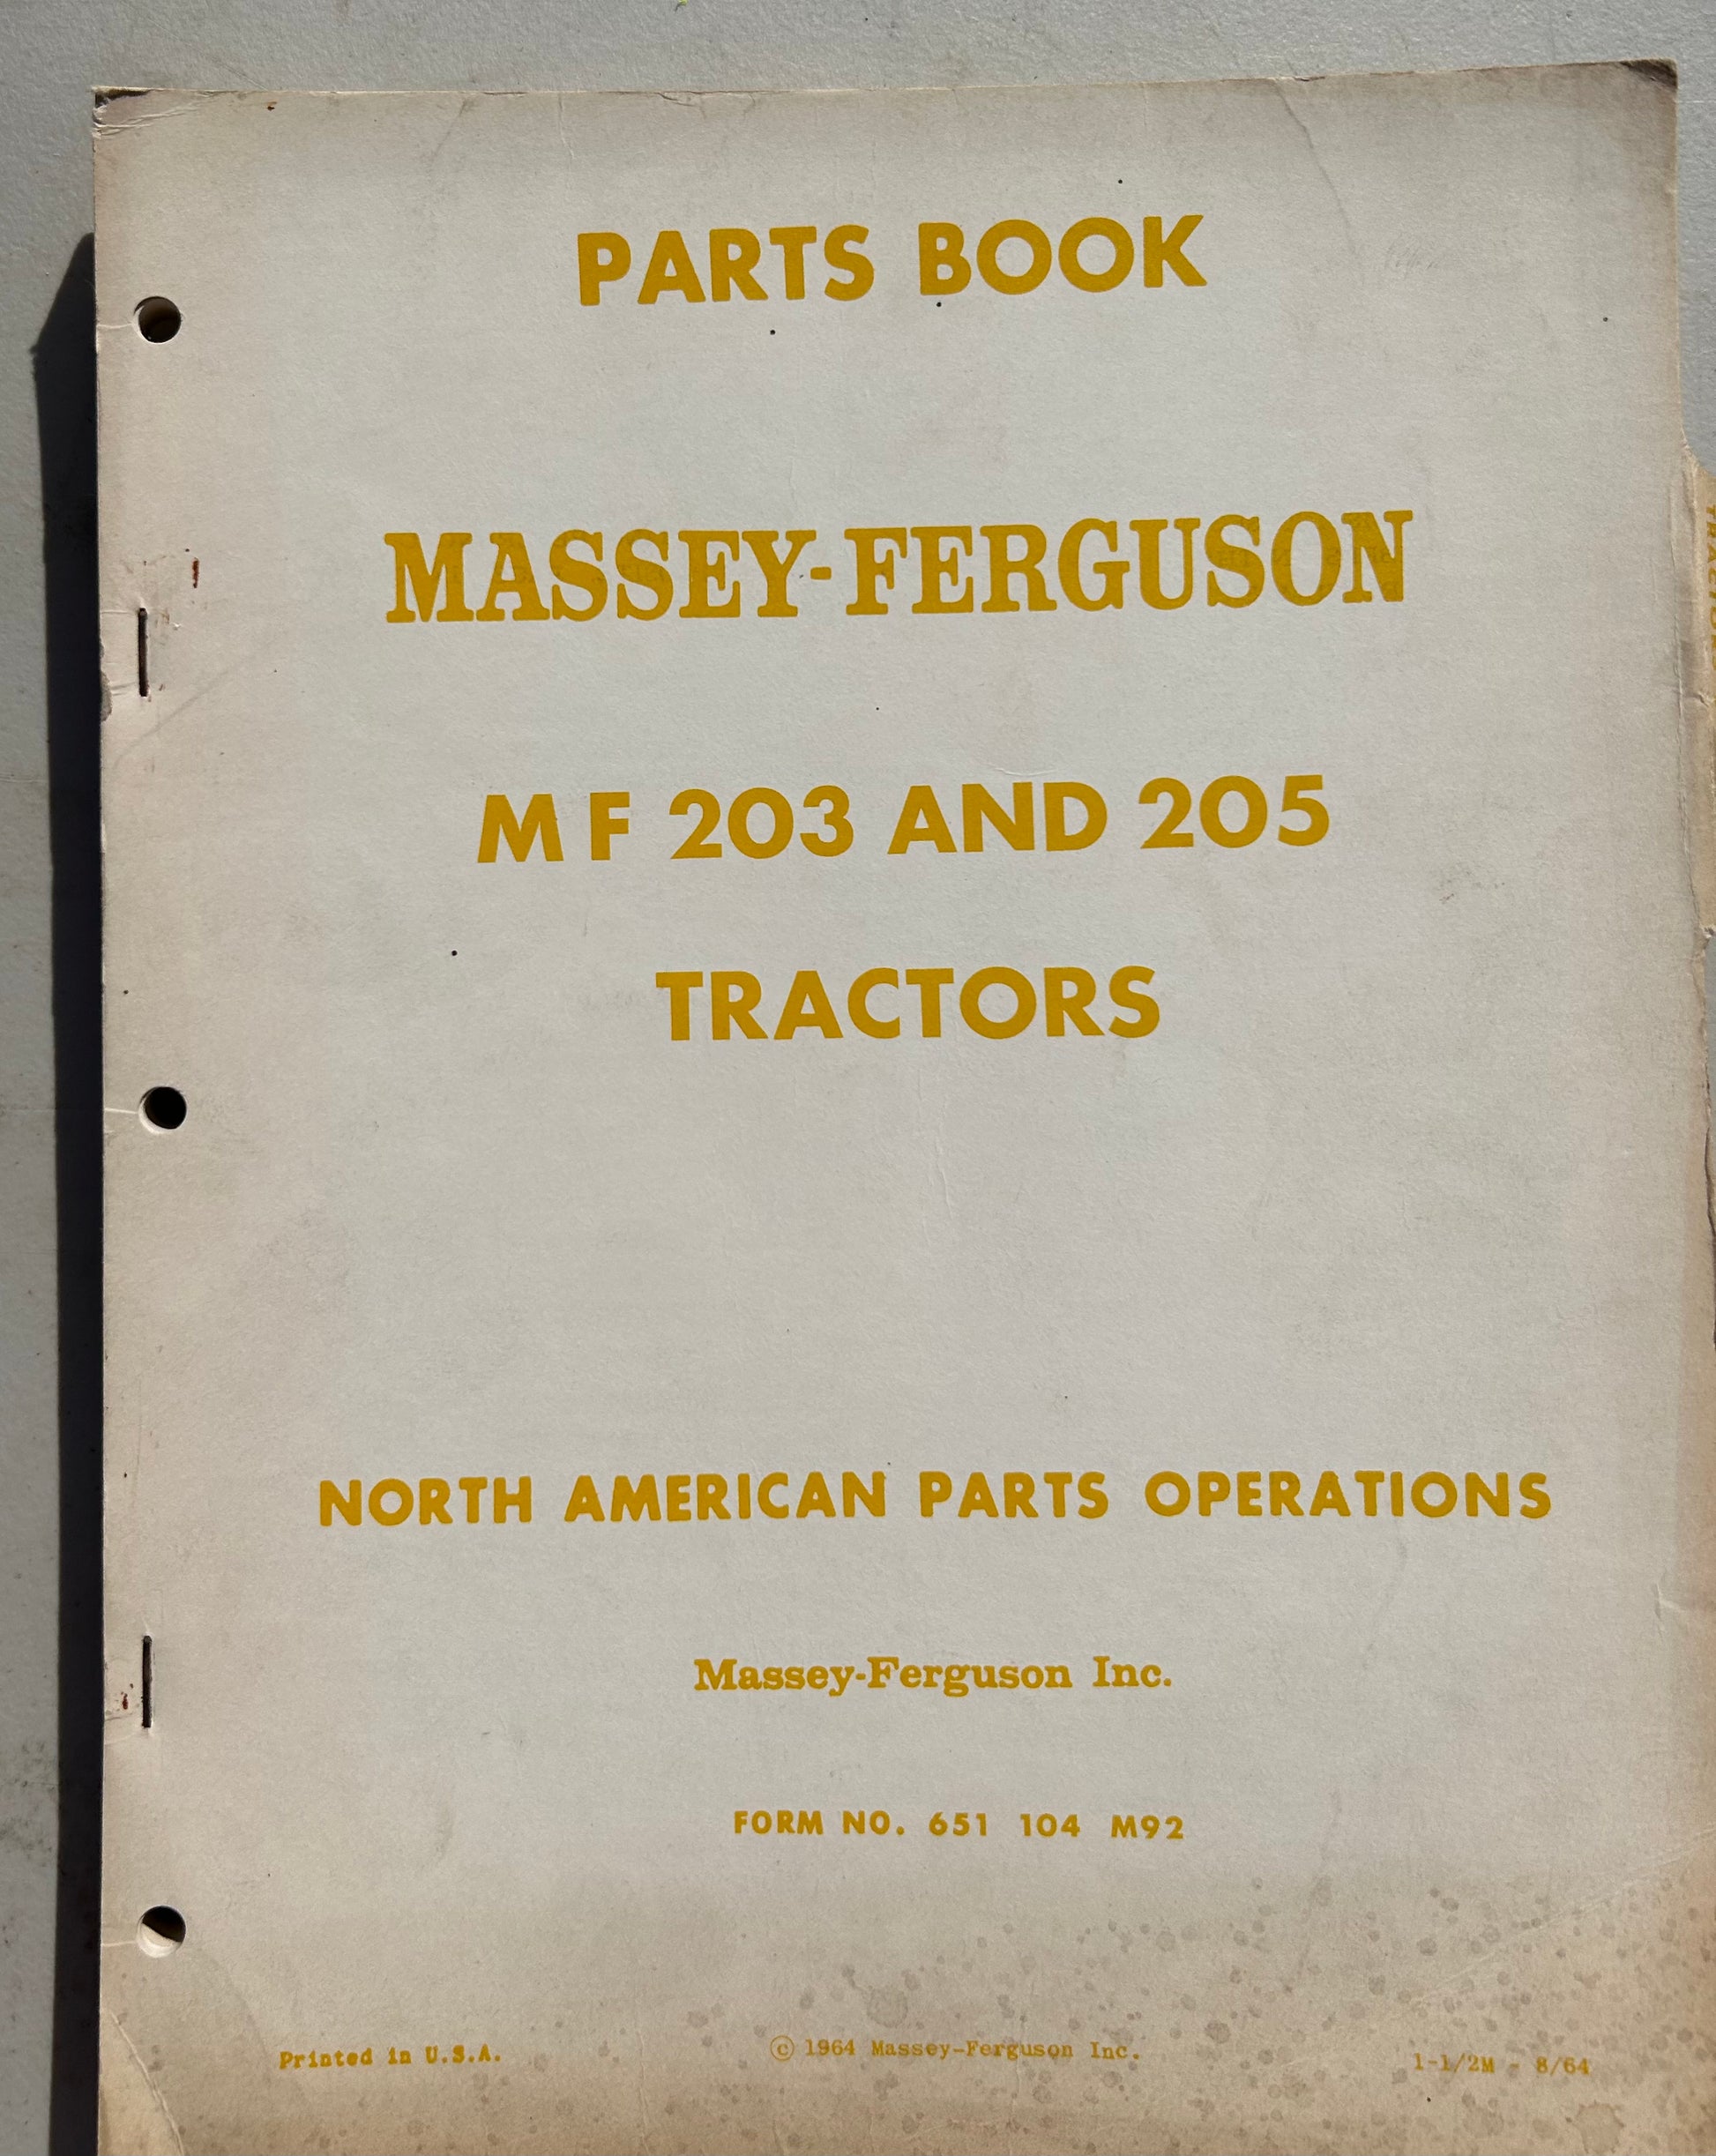 PARTS BOOK
MASSEY-FERGUSON
MF 203 AND 205
TRACTORS
NORTH AMERICAN PARTS OPERATIONS
Massey-Ferguson Inc.
FORM NO. 651 104 M92
Printed in U.S.A.
© 1964 Massey-Ferguson Inc.
1-1/2M - 8/64